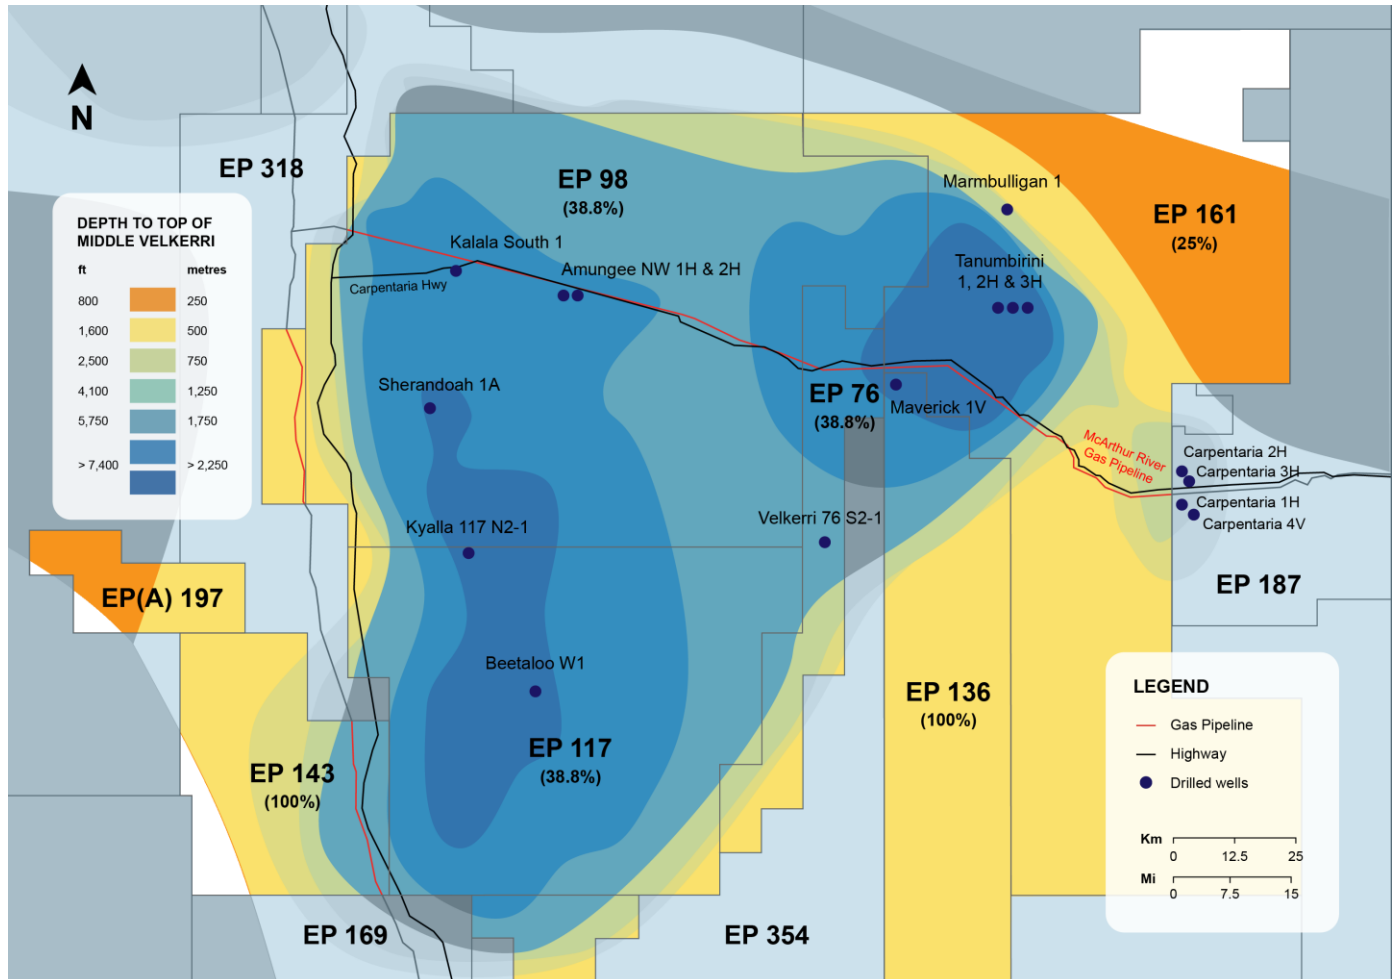 N
EP 318
DEPTH TO TOP OF
MIDDLE VELKERRI
ft metres
800 250
1,600 500
2,500 750
4,100 1,250
5,750 1,750
> 7,400 > 2,250
EP 98
(38.8%)
Marmbulligan 1
EP 161
(25%)
Kalala South 1
Amungee NW 1H & 2H
Tanumbirini
1, 2H & 3H
Carpentaria Hwy
Sherandoah 1A
EP 76
(38.8%)
Maverick 1V
McArthur River
Gas Pipeline
Carpentaria 2H
Carpentaria 3H
Carpentaria 1H
Carpentaria 4V
Kyalla 117 N2-1
Velkerri 76 S2-1
EP(A) 197
EP 187
Beetaloo W1
EP 117
(38.8%)
EP 136
(100%)
EP 143
(100%)
LEGEND
Gas Pipeline
Highway
Drilled wells
Km
0 12.5 25
Mi
0 7.5 15
EP 169
EP 354